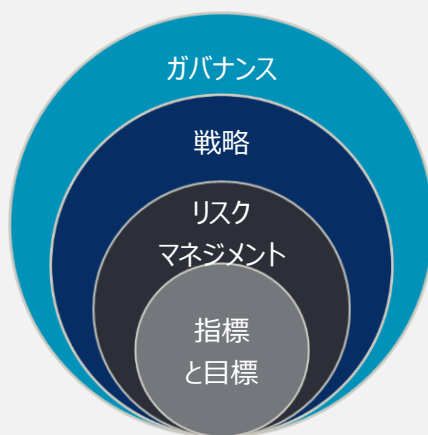 ガバナンス
戦略
リスク
マネジメント
指標
と目標